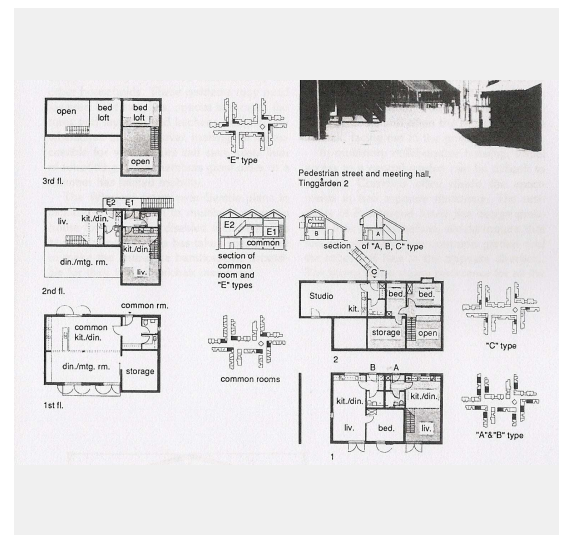 open
bed
loft
bed
loft
open
3rd fl.
"E" type
Pedestrian street and meeting hall,
Tinggården 2
E2 E1
liv.
kit./din.
kit./din.
din./mtg. rm.
liv.
2nd fl.
E2
E1
common
section of
common
room and
"E" types
B
A
section of "A, B, C" type
common rm.
common
kit./din.
din./mtg. rm.
storage
1st fl.
common rooms
C
Studio
bed.
bed.
kit.
storage
open
2
"C" type
B A
kit./din.
kit./din.
liv.
bed.
liv.
1
"A"&"B" type